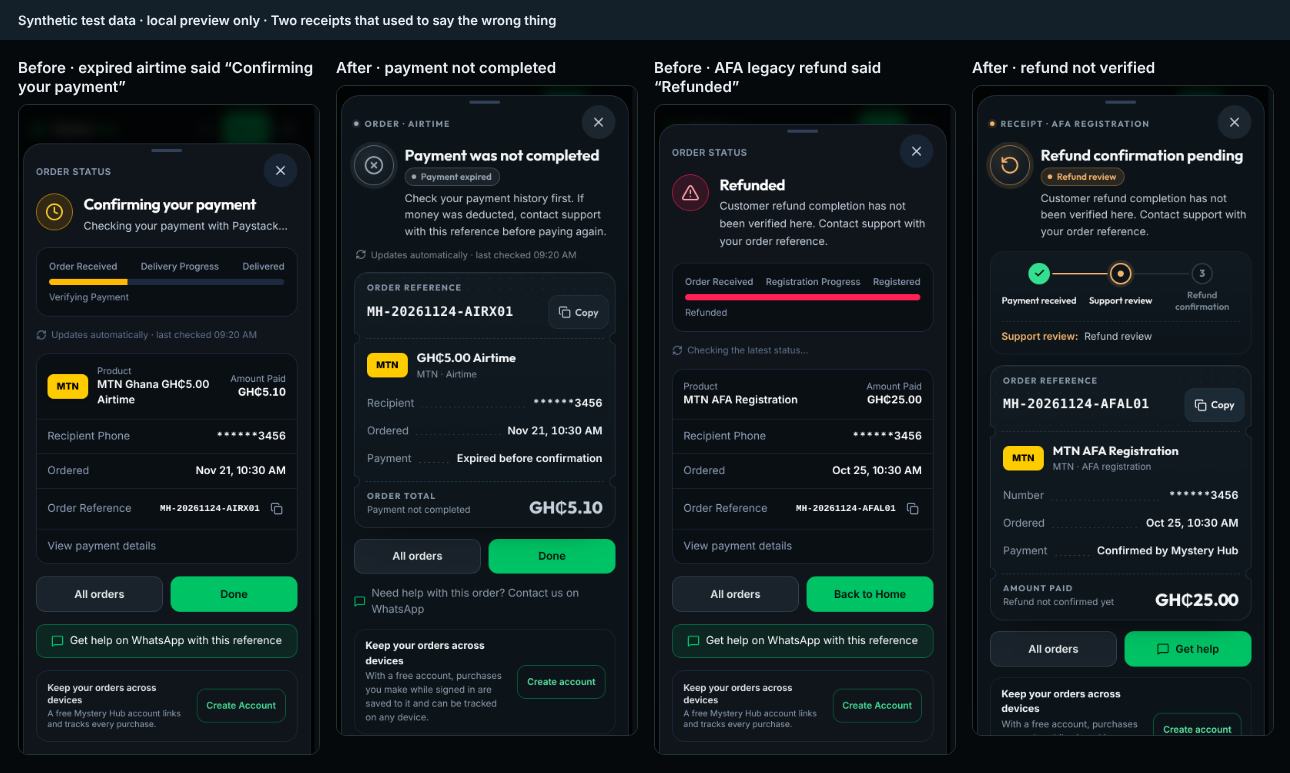 Synthetic test data · local preview only · Two receipts that used to say the wrong thing
Before · expired airtime said “Confirming
your payment”
ORDER STATUS
Confirming your payment
Checking your payment with Paystack...
Order Received
Delivery Progress
Delivered
Verifying Payment
Updates automatically · last checked 09:20 AM
MTN
Product
MTN Ghana GH₵5.00
Airtime
Amount Paid
GH₵5.10
Recipient Phone
******3456
Ordered
Nov 21, 10:30 AM
Order Reference
MH-20261124-AIRX01
View payment details
All orders
Done
Get help on WhatsApp with this reference
Keep your orders across
devices
A free Mystery Hub account links
and tracks every purchase.
Create Account
After · payment not completed
ORDER · AIRTIME
Payment was not completed
Payment expired
Check your payment history first. If
money was deducted, contact support
with this reference before paying again.
Updates automatically · last checked 09:20 AM
ORDER REFERENCE
MH-20261124-AIRX01
Copy
MTN
GH₵5.00 Airtime
MTN · Airtime
Recipient
******3456
Ordered
Nov 21, 10:30 AM
Payment
Expired before confirmation
ORDER TOTAL
Payment not completed
GH₵5.10
All orders
Done
Need help with this order? Contact us on
WhatsApp
Keep your orders across
devices
With a free account, purchases
you make while signed in are
saved to it and can be tracked
on any device.
Create account
Before · AFA legacy refund said
“Refunded”
ORDER STATUS
Refunded
Customer refund completion has not
been verified here. Contact support with
your order reference.
Order Received
Registration Progress
Registered
Refunded
Checking the latest status...
Product
MTN AFA Registration
Amount Paid
GH₵25.00
Recipient Phone
******3456
Ordered
Oct 25, 10:30 AM
Order Reference
MH-20261124-AFAL01
View payment details
All orders
Back to Home
Get help on WhatsApp with this reference
Keep your orders across
devices
A free Mystery Hub account links
and tracks every purchase.
Create Account
After · refund not verified
RECEIPT · AFA REGISTRATION
Refund confirmation pending
Refund review
Customer refund completion has not
been verified here. Contact support with
your order reference.
3
Payment received
Support review
Refund
confirmation
Support review: Refund review
ORDER REFERENCE
MH-20261124-AFAL01
Copy
MTN
MTN AFA Registration
MTN · AFA registration
Number
******3456
Ordered
Oct 25, 10:30 AM
Payment
Confirmed by Mystery Hub
AMOUNT PAID
Refund not confirmed yet
GH₵25.00
All orders
Get help
Keep your orders across
devices
With a free account, purchases
Create account